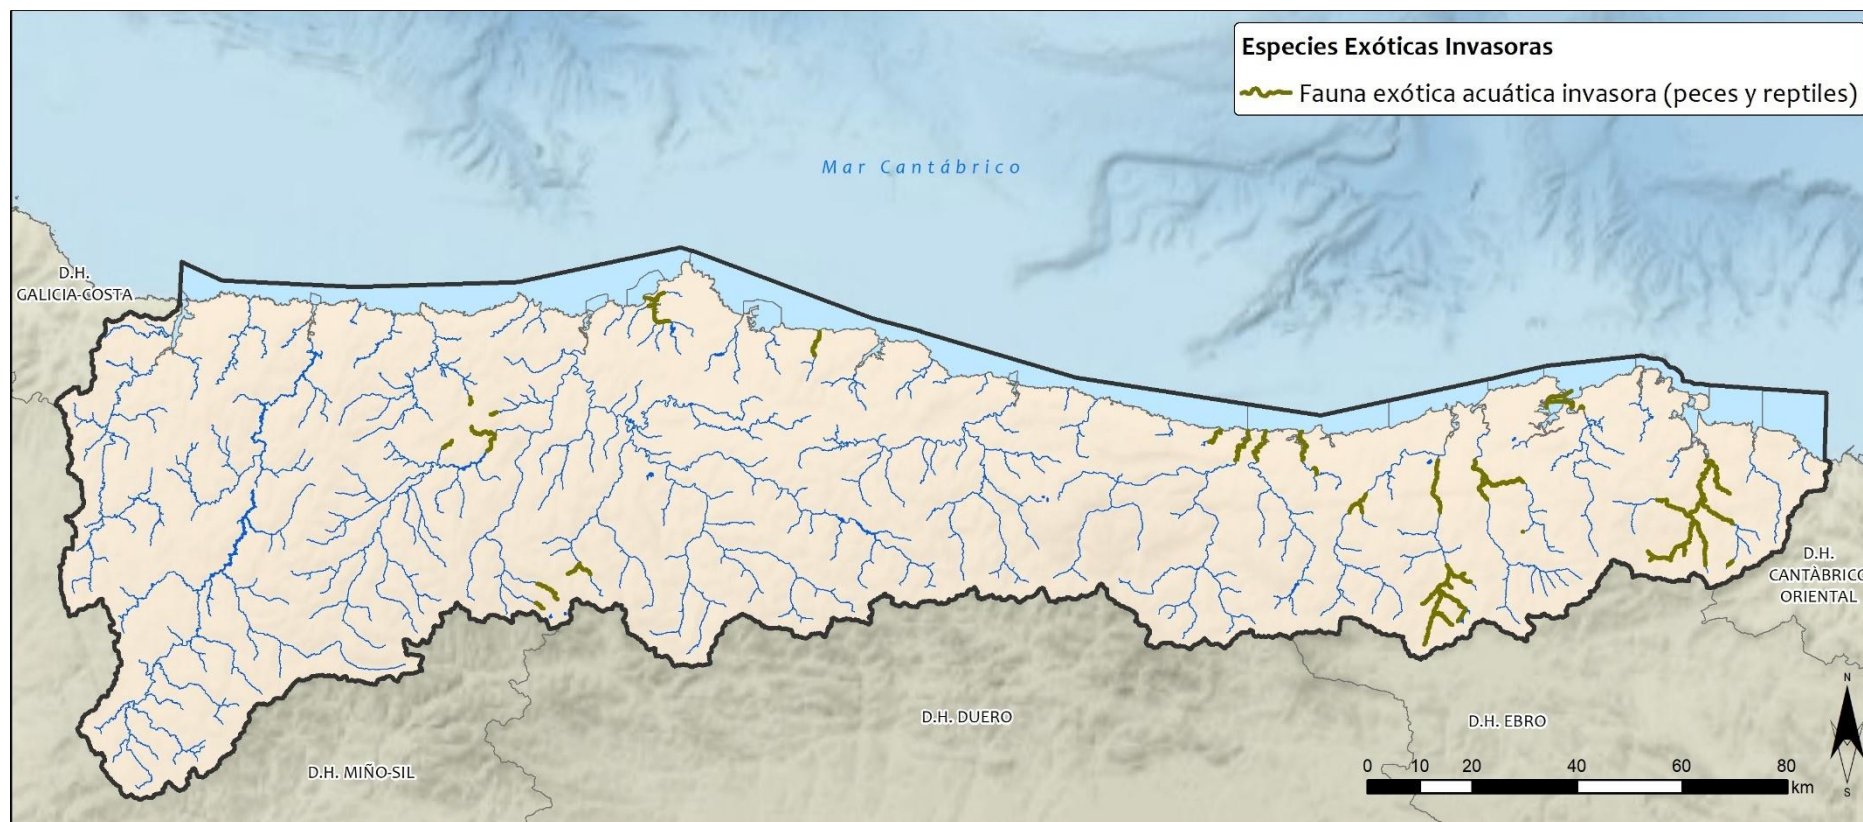 Especies Exóticas Invasoras
Fauna exótica acuática invasora (peces y reptiles)
Mar Cantábrico
D.H.
GALICIA-COSTA
D.H.
CANTÀBRICO
ORIENTAL
D.H. DUERO
D.H. EBRO
D.H. MIÑO-SIL
N
S
0 10 20 40 60 80
km